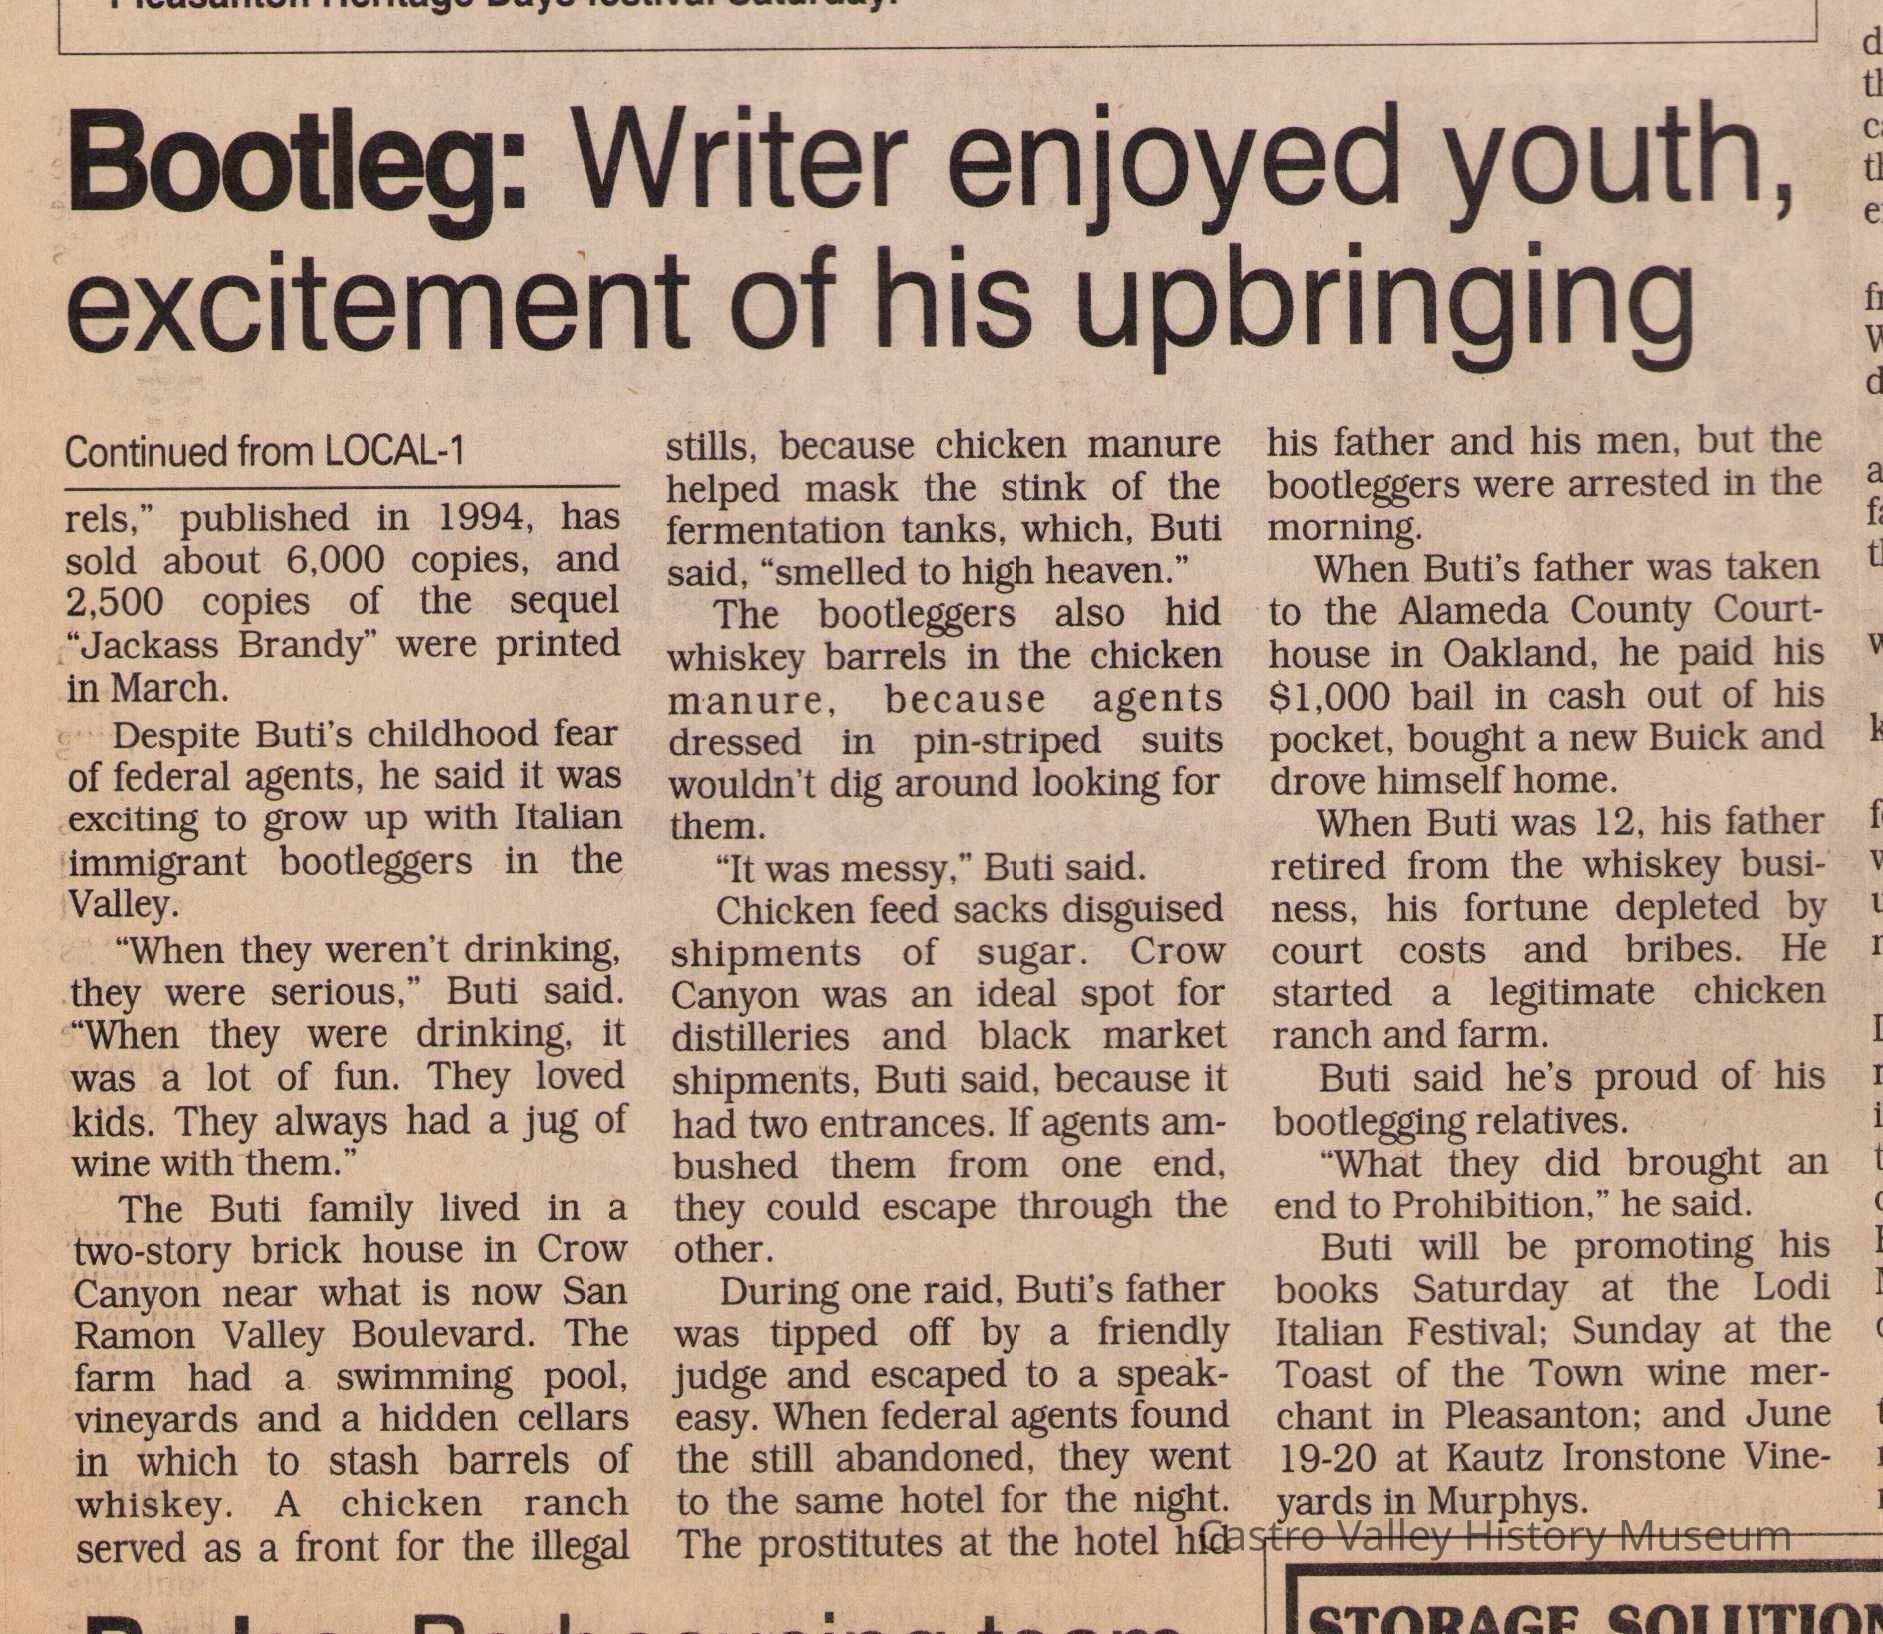 Pleasanton Heritage Days festival Saturday.
Bootleg: Writer enjoyed youth,
excitement of his upbringing
Continued from LOCAL-1
rels,” published in 1994, has
sold about 6,000 copies, and
2,500 copies of the sequel
“Jackass Brandy” were printed
in March.
Despite Buti’s childhood fear
of federal agents, he said it was
exciting to grow up with Italian
immigrant bootleggers in the
Valley.
“When they weren’t drinking,
they were serious,” Buti said.
“When they were drinking, it
was a lot of fun. They loved
kids. They always had a jug of
wine with them.”
The Buti family lived in a
two-story brick house in Crow
Canyon near what is now San
Ramon Valley Boulevard. The
farm had a swimming pool,
vineyards and a hidden cellars
in which to stash barrels of
whiskey. A chicken ranch
served as a front for the illegal
stills, because chicken manure
helped mask the stink of the
fermentation tanks, which, Buti
said, “smelled to high heaven.”
The bootleggers also hid
whiskey barrels in the chicken
manure, because agents
dressed in pin-striped suits
wouldn’t dig around looking for
them.
“It was messy,” Buti said.
Chicken feed sacks disguised
shipments of sugar. Crow
Canyon was an ideal spot for
distilleries and black market
shipments, Buti said, because it
had two entrances. If agents am-
bushed them from one end,
they could escape through the
other.
During one raid, Buti’s father
was tipped off by a friendly
judge and escaped to a speak-
easy. When federal agents found
the still abandoned, they went
to the same hotel for the night.
The prostitutes at the hotel hid
his father and his men, but the
bootleggers were arrested in the
morning.
When Buti’s father was taken
to the Alameda County Court-
house in Oakland, he paid his
$1,000 bail in cash out of his
pocket, bought a new Buick and
drove himself home.
When Buti was 12, his father
retired from the whiskey busi-
ness, his fortune depleted by
court costs and bribes. He
started a legitimate chicken
ranch and farm.
Buti said he’s proud of his
bootlegging relatives.
“What they did brought an
end to Prohibition,” he said.
Buti will be promoting his
books Saturday at the Lodi
Italian Festival; Sunday at the
Toast of the Town wine mer-
chant in Pleasanton; and June
19-20 at Kautz Ironstone Vine-
yards in Murphys.
Castro Valley History Museum
STORAGE SOLUTION